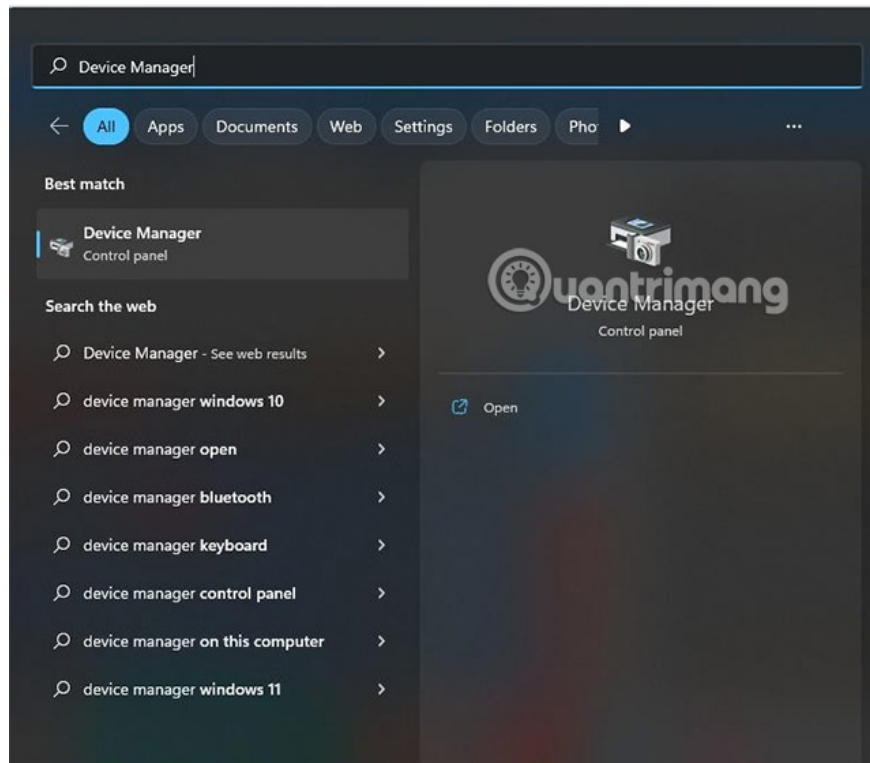 Device Manager
All Apps Documents Web Settings Folders Pho
Best match
Device Manager
Control panel
Search the web
Device Manager - See web results
device manager windows 10
device manager open
device manager bluetooth
device manager keyboard
device manager control panel
device manager on this computer
device manager windows 11
Quantrimang
Device Manager
Control panel
Open